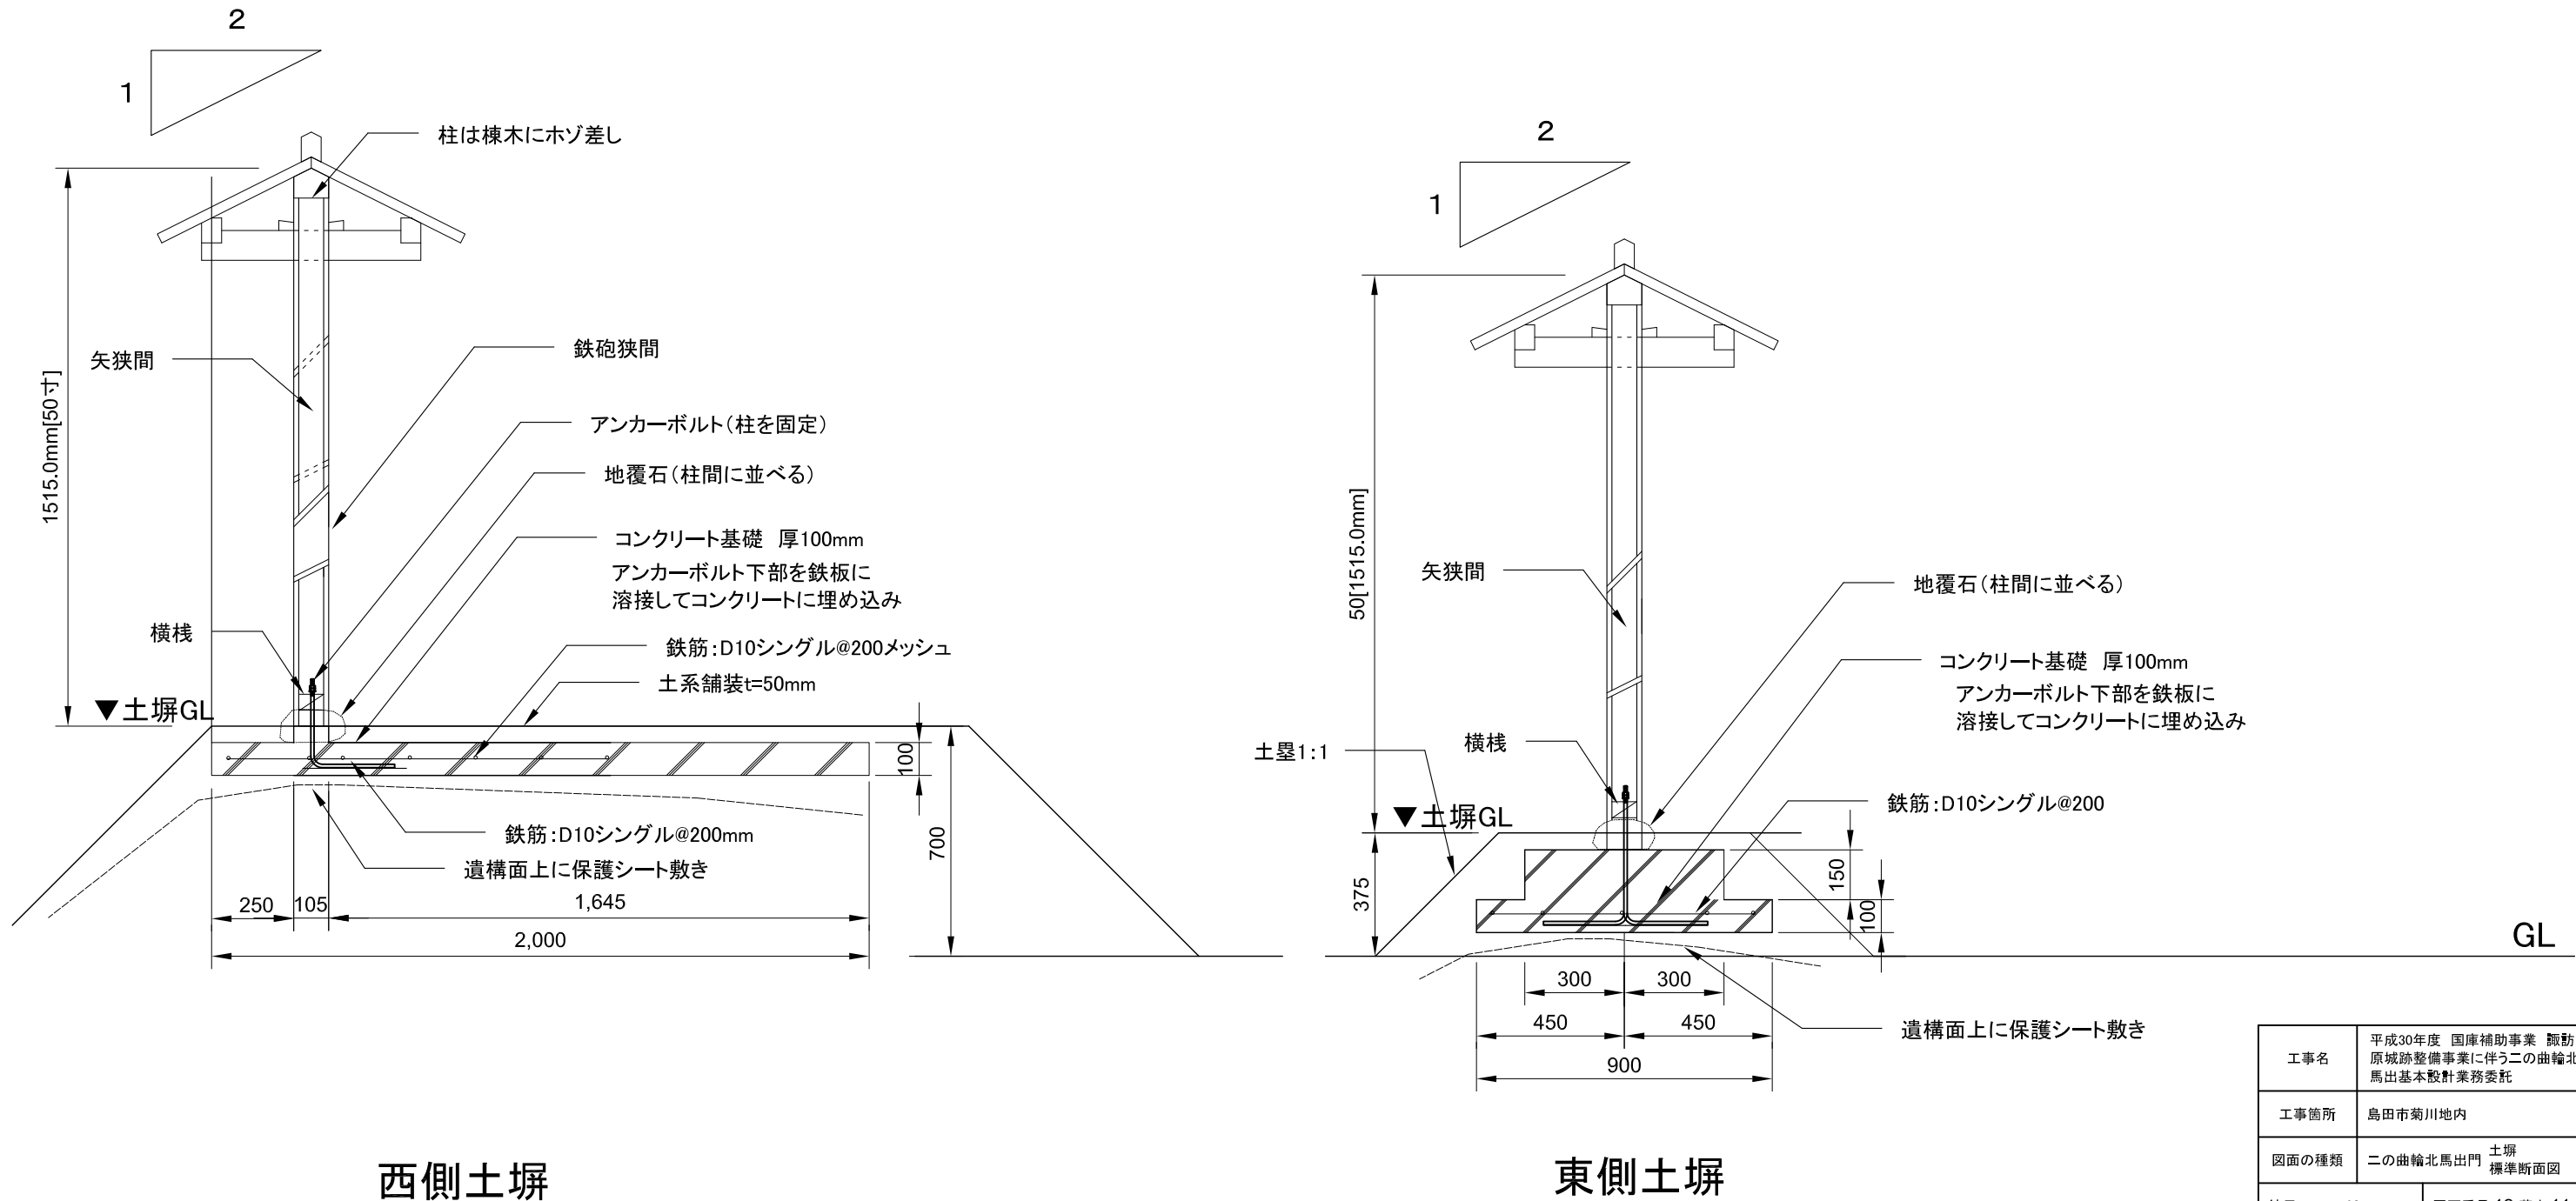 2
1
柱は棟木にホゾ差し
1515.0mm[50寸]
矢狭間
鉄砲狭間
アンカーボルト（柱を固定）
地覆石（柱間に並べる）
コンクリート基礎　厚100mm
アンカーボルト下部を鉄板に
溶接してコンクリートに埋め込み
横桟
鉄筋：D10シングル@200メッシュ
土系舗装t=50mm
▼土塀GL
100
700
鉄筋：D10シングル@200mm
遺構面上に保護シート敷き
250
105
1,645
2,000
西側土塀
2
1
50[1515.0mm]
矢狭間
地覆石（柱間に並べる）
コンクリート基礎　厚100mm
アンカーボルト下部を鉄板に
溶接してコンクリートに埋め込み
土塁1：1
横桟
鉄筋：D10シングル@200
▼土塀GL
375
150
100
GL
300
300
450
450
900
遺構面上に保護シート敷き
東側土塀
工事名
平成30年度 国庫補助事業 諏訪
原城跡整備事業に伴う二の曲輪北
馬出基本設計業務委託
工事箇所
島田市菊川地内
図面の種類
二の曲輪北馬出門
土塀
標準断面図